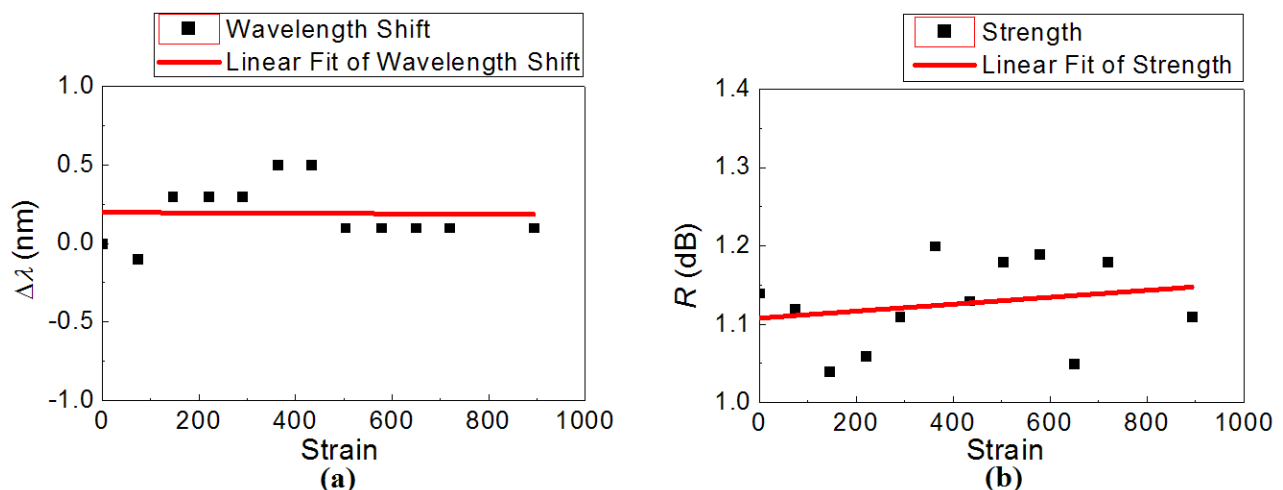 Wavelength Shift
Linear Fit of Wavelength Shift
1.0
0.5
0.0
-0.5
-1.0
Δλ (nm)
0 200 400 600 800 1000
Strain
(a)
Strength
Linear Fit of Strength
1.4
1.3
1.2
1.1
1.0
R (dB)
0 200 400 600 800 1000
Strain
(b)